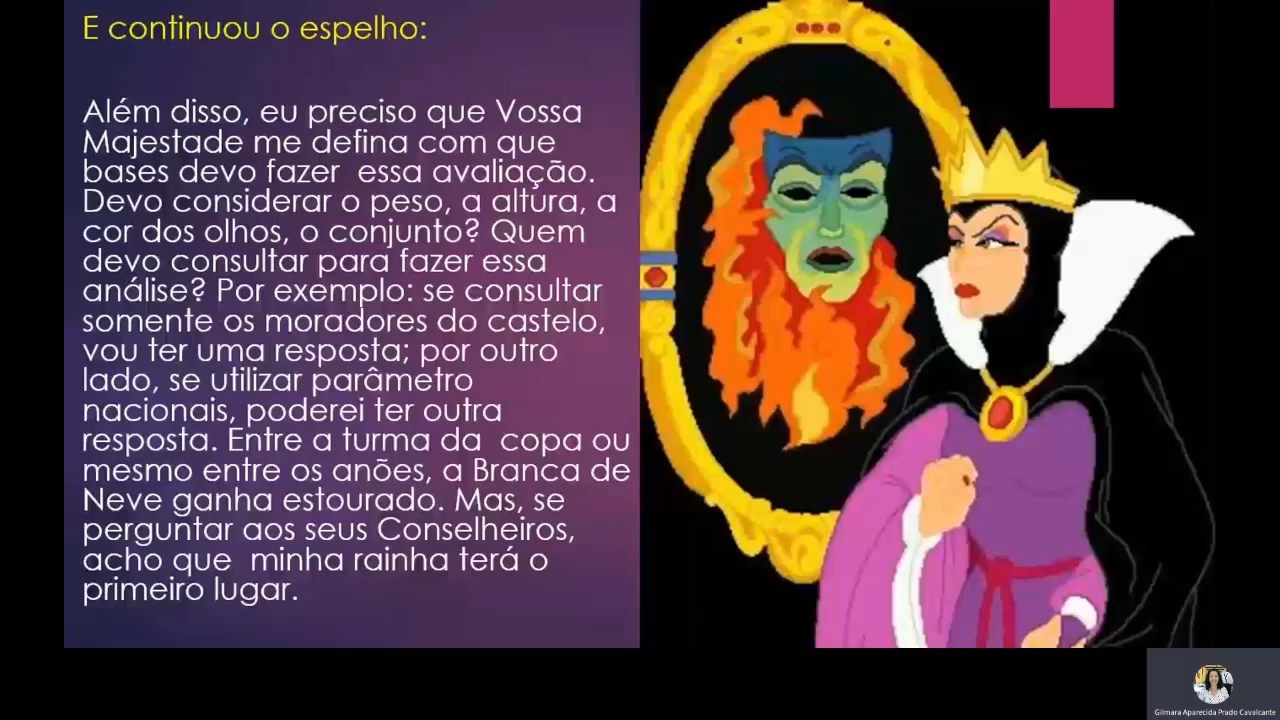 E continuou o espelho:
Além disso, eu preciso que Vossa
Majestade me defina com que
bases devo fazer  essa avaliação.
Devo considerar o peso, a altura, a
cor dos olhos, o conjunto? Quem
devo consultar para fazer essa
análise? Por exemplo: se consultar
somente os moradores do castelo,
vou ter uma resposta; por outro
lado, se utilizar parâmetro
nacionais, poderei ter outra
resposta. Entre a turma da  copa ou
mesmo entre os anões, a Branca de
Neve ganha estourado. Mas, se
perguntar aos seus Conselheiros,
acho que  minha rainha terá o
primeiro lugar.
Gilmara Aparecida Prado Cavalcante